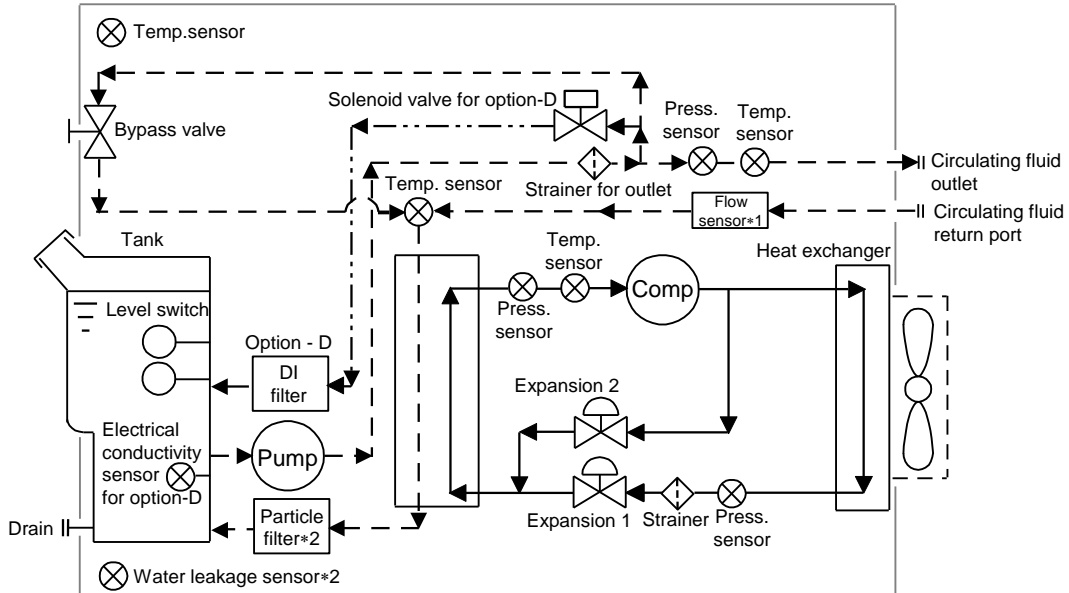 Temp.sensor
Solenoid valve for option-D
Press.
sensor
Temp.
sensor
Bypass valve
Temp. sensor
Strainer for outlet
Circulating fluid
outlet
Flow
sensor*1
Circulating fluid
return port
Tank
Temp.
sensor
Heat exchanger
Level switch
Press.
sensor
Comp
Option - D
DI
filter
Expansion 2
Electrical
conductivity
sensor
for option-D
Pump
Drain
Particle
filter*2
Expansion 1
Strainer
Press.
sensor
Water leakage sensor*2